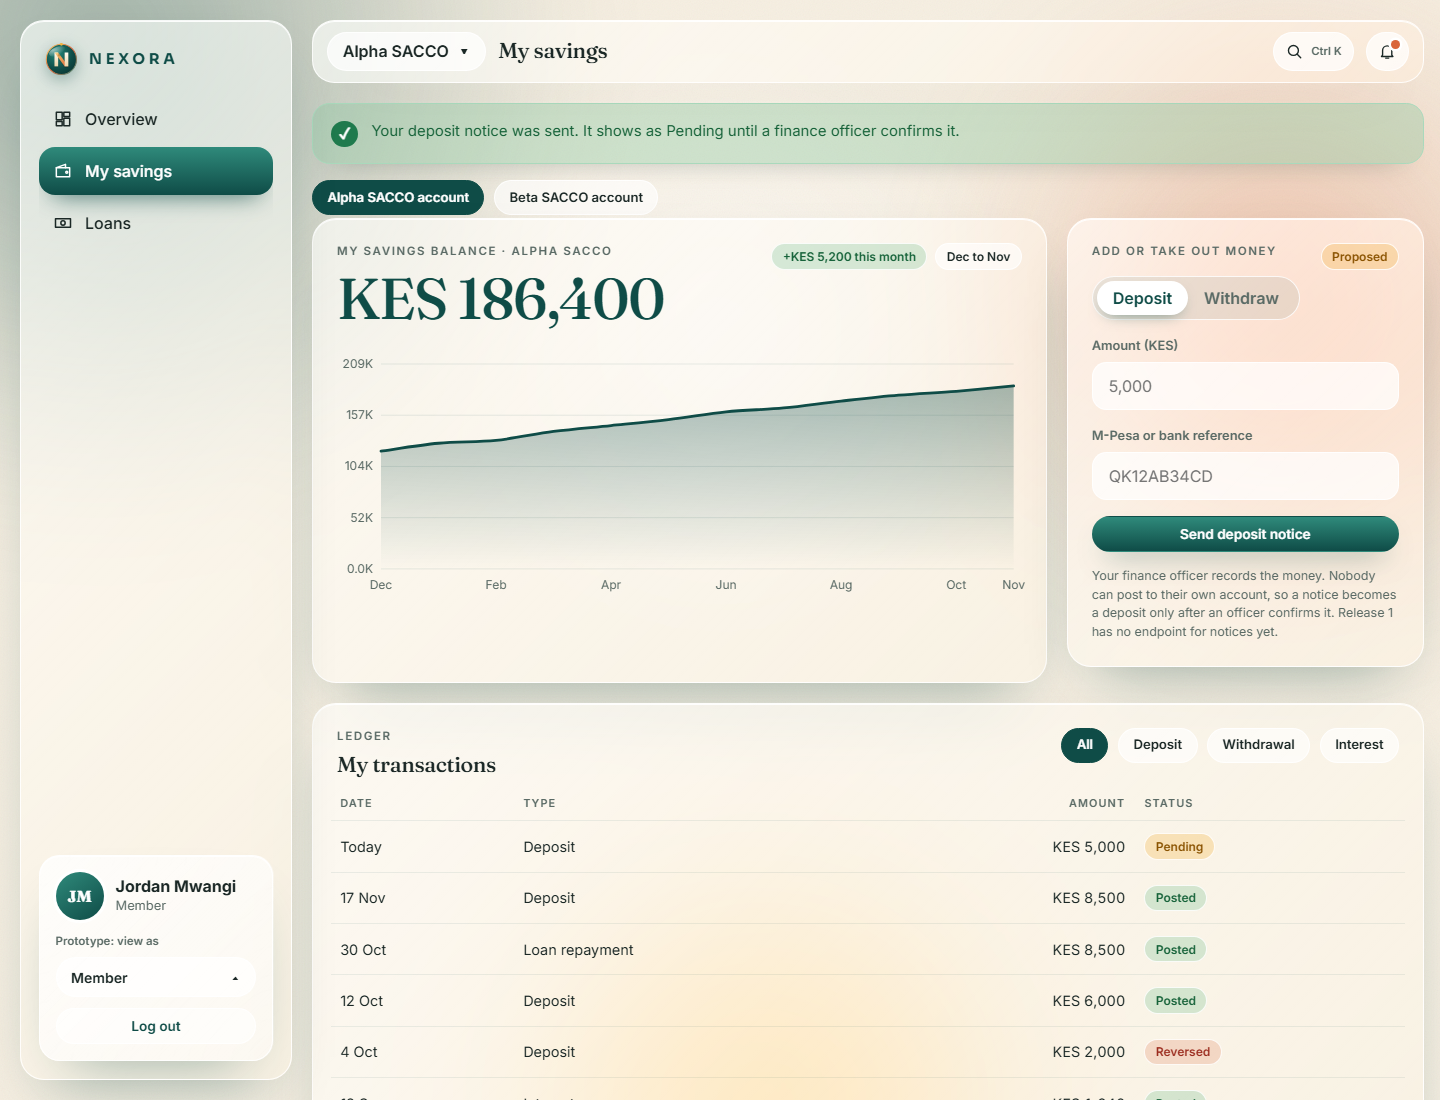 N NEXORA
Overview
My savings
Loans
JM
Jordan Mwangi
Member
Prototype: view as
Member
Log out
Alpha SACCO
My savings
Ctrl K
Your deposit notice was sent. It shows as Pending until a finance officer confirms it.
Alpha SACCO account
Beta SACCO account
MY SAVINGS BALANCE · ALPHA SACCO
+KES 5,200 this month
Dec to Nov
KES 186,400
209K
157K
104K
52K
0.0K
Dec Feb Apr Jun Aug Oct Nov
ADD OR TAKE OUT MONEY
Proposed
Deposit Withdraw
Amount (KES)
5,000
M-Pesa or bank reference
QK12AB34CD
Send deposit notice
Your finance officer records the money. Nobody
can post to their own account, so a notice becomes
a deposit only after an officer confirms it. Release 1
has no endpoint for notices yet.
LEDGER
My transactions
All Deposit Withdrawal Interest
DATE TYPE AMOUNT STATUS
Today Deposit KES 5,000 Pending
17 Nov Deposit KES 8,500 Posted
30 Oct Loan repayment KES 8,500 Posted
12 Oct Deposit KES 6,000 Posted
4 Oct Deposit KES 2,000 Reversed